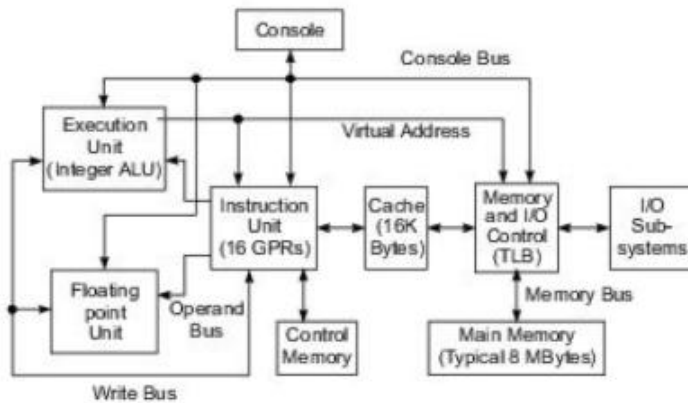 Console
Console Bus
Execution
Unit
(Integer ALU)
Virtual Address
Instruction
Unit
(16 GPRs)
Cache
(16K
Bytes)
Memory
and I/O
Control
(TLB)
I/O
Sub-
systems
Floating
point
Unit
Operand
Bus
Memory Bus
Control
Memory
Main Memory
(Typical 8 MBytes)
Write Bus